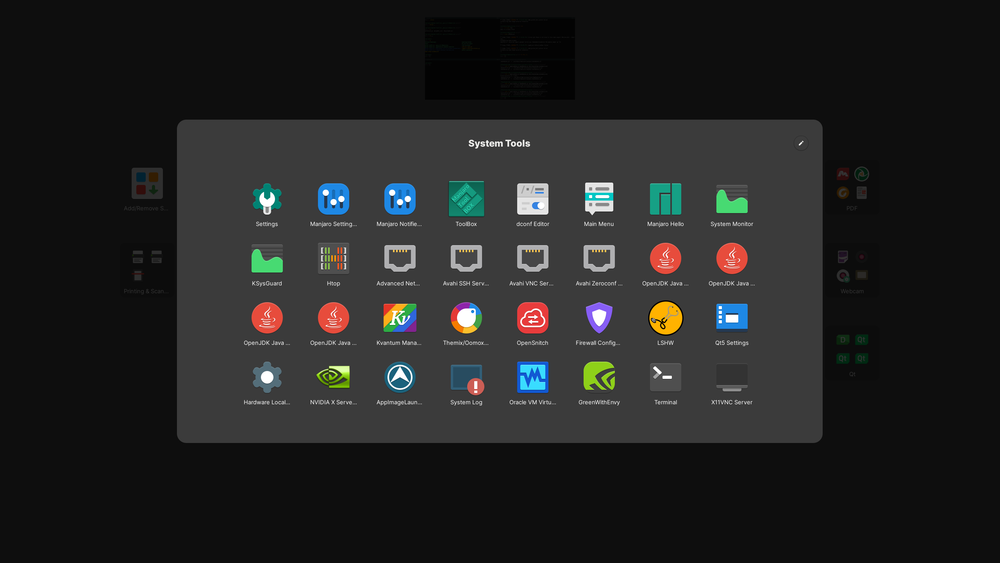 System Tools
Add/Remove S...
Settings
Manjaro Setting...
Manjaro Notifie...
ToolBox
dconf Editor
Main Menu
Manjaro Hello
System Monitor
PDF
KSysGuard
Htop
Advanced Net...
Avahi SSH Serv...
Avahi VNC Ser...
Avahi Zeroconf ...
OpenJDK Java ...
OpenJDK Java ...
Printing & Scan...
Webcam
OpenJDK Java ...
OpenJDK Java ...
Kvantum Mana...
Themix/Oomox...
OpenSnitch
Firewall Config...
LSHW
Qt5 Settings
Qt
Hardware Local...
NVIDIA X Serve...
AppImageLaun...
System Log
Oracle VM Virtu...
GreenWithEnvy
Terminal
X11VNC Server